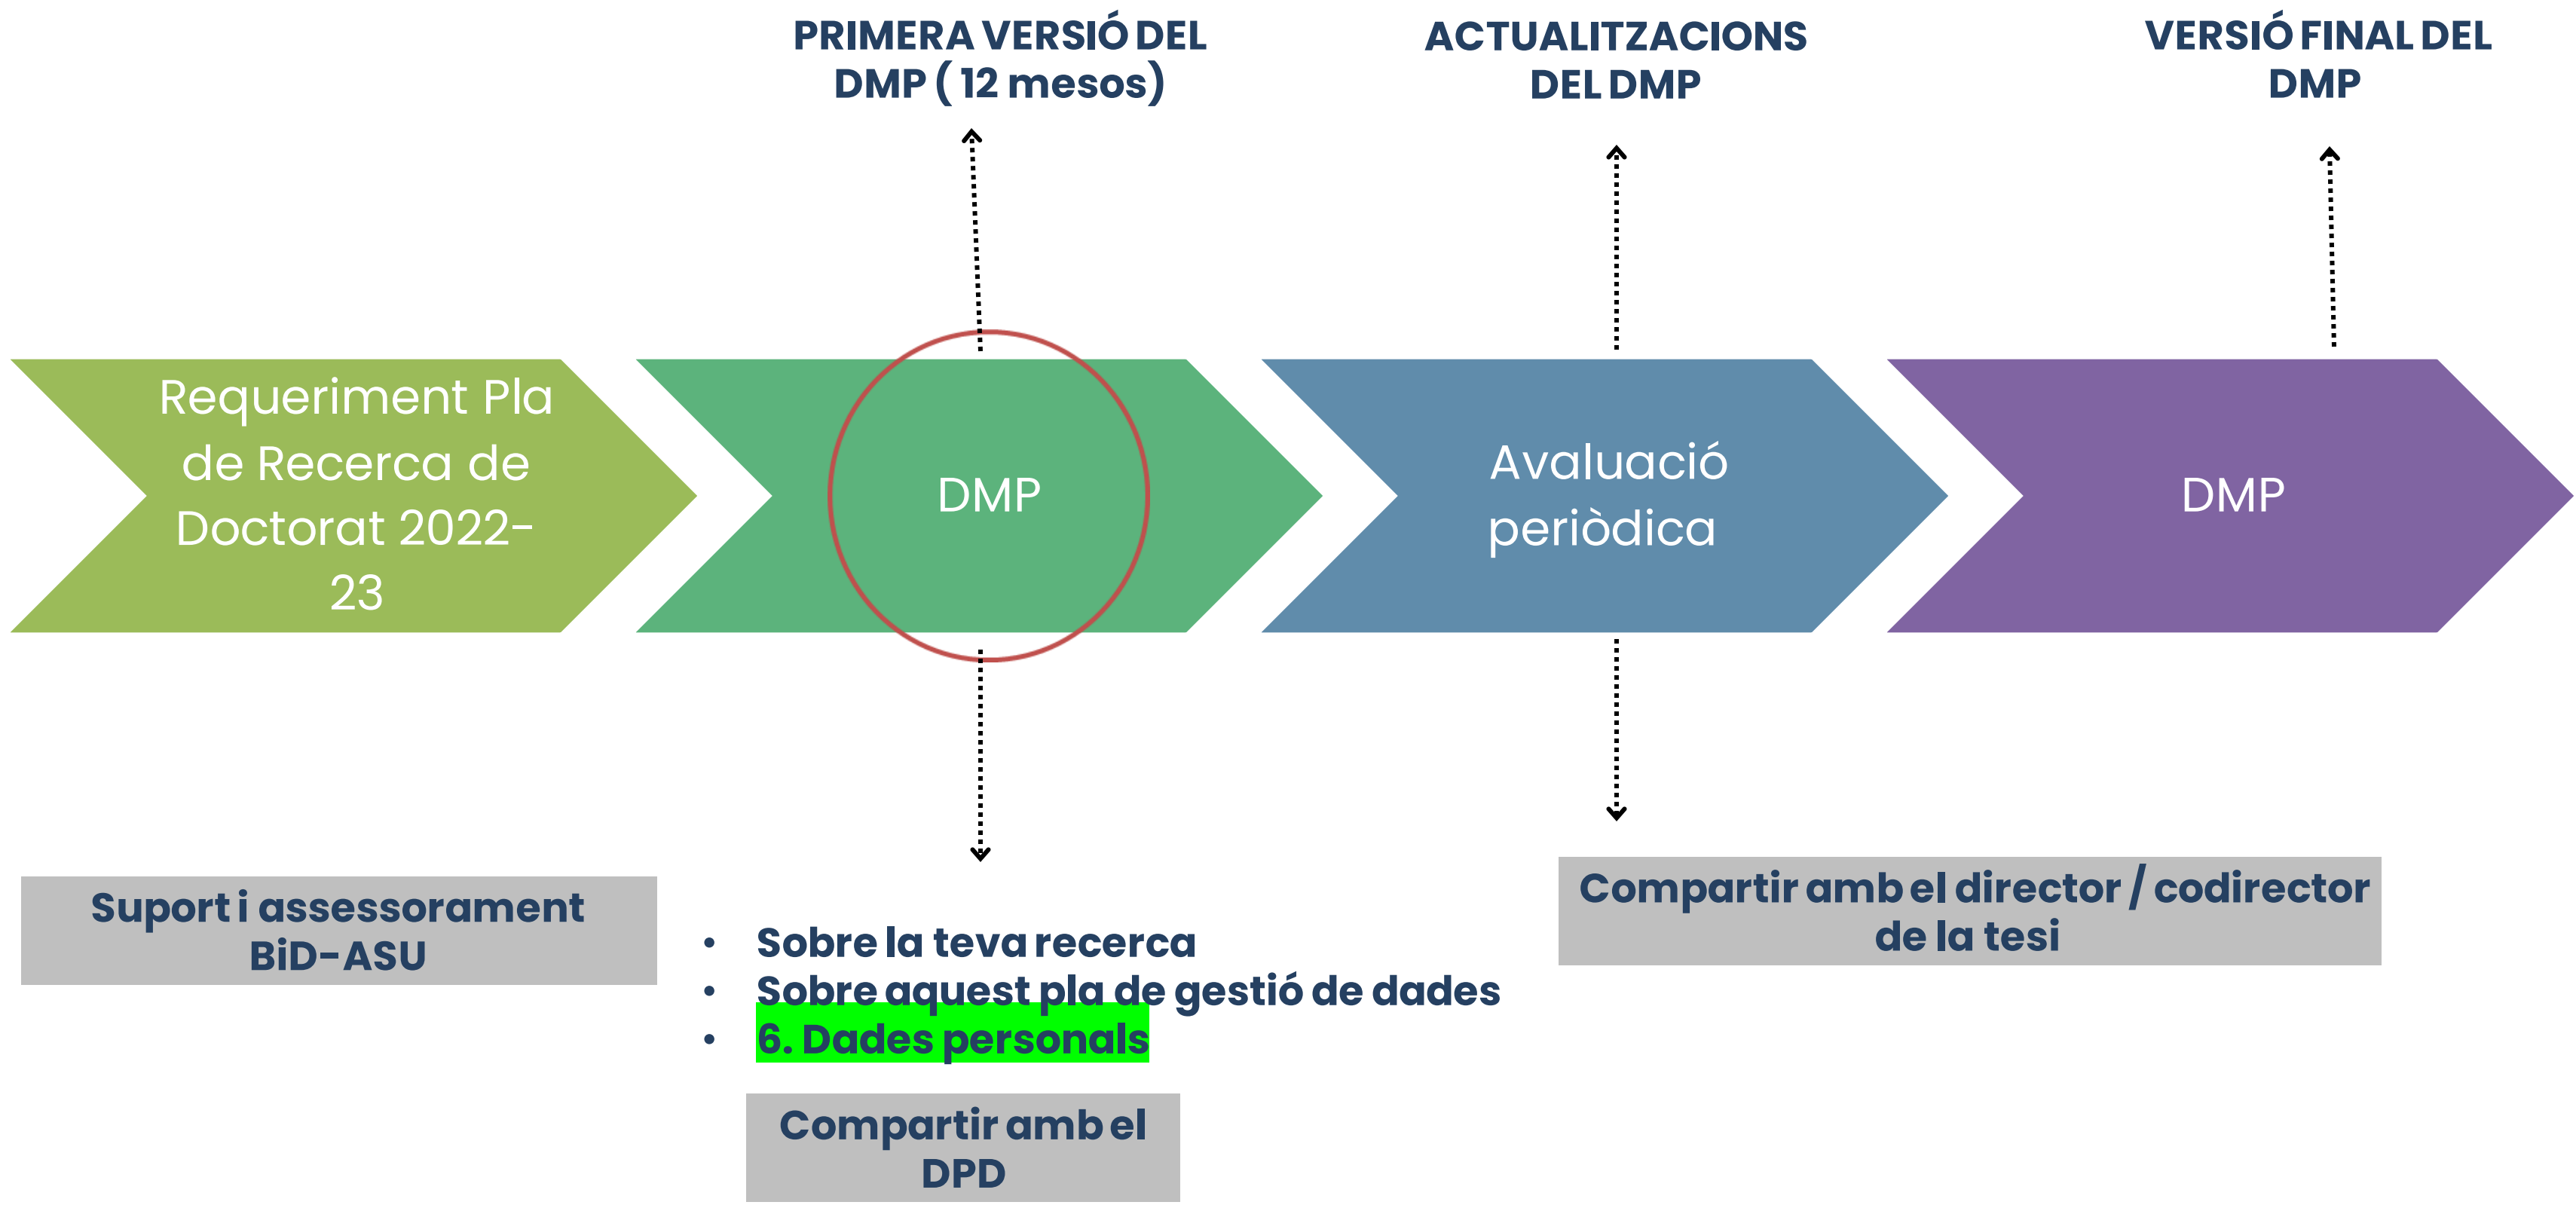 PRIMERA VERSIÓ DEL
DMP ( 12 mesos)
ACTUALITZACIONS
DEL DMP
VERSIÓ FINAL DEL
DMP
Requeriment Pla
de Recerca de
Doctorat 2022-
23
DMP
Avaluació
periòdica
DMP
Suport i assessorament
BiD-ASU
• Sobre la teva recerca
• Sobre aquest pla de gestió de dades
• 6. Dades personals
Compartir amb el
DPD
Compartir amb el director / codirector
de la tesi